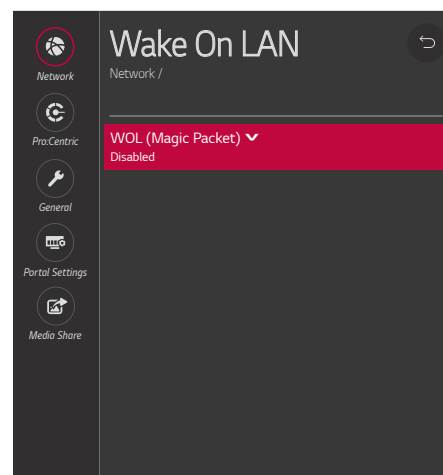 Wake On LAN
Network /
Network
Pro:Centric
General
Portal Settings
Media Share
WOL (Magic Packet)
Disabled